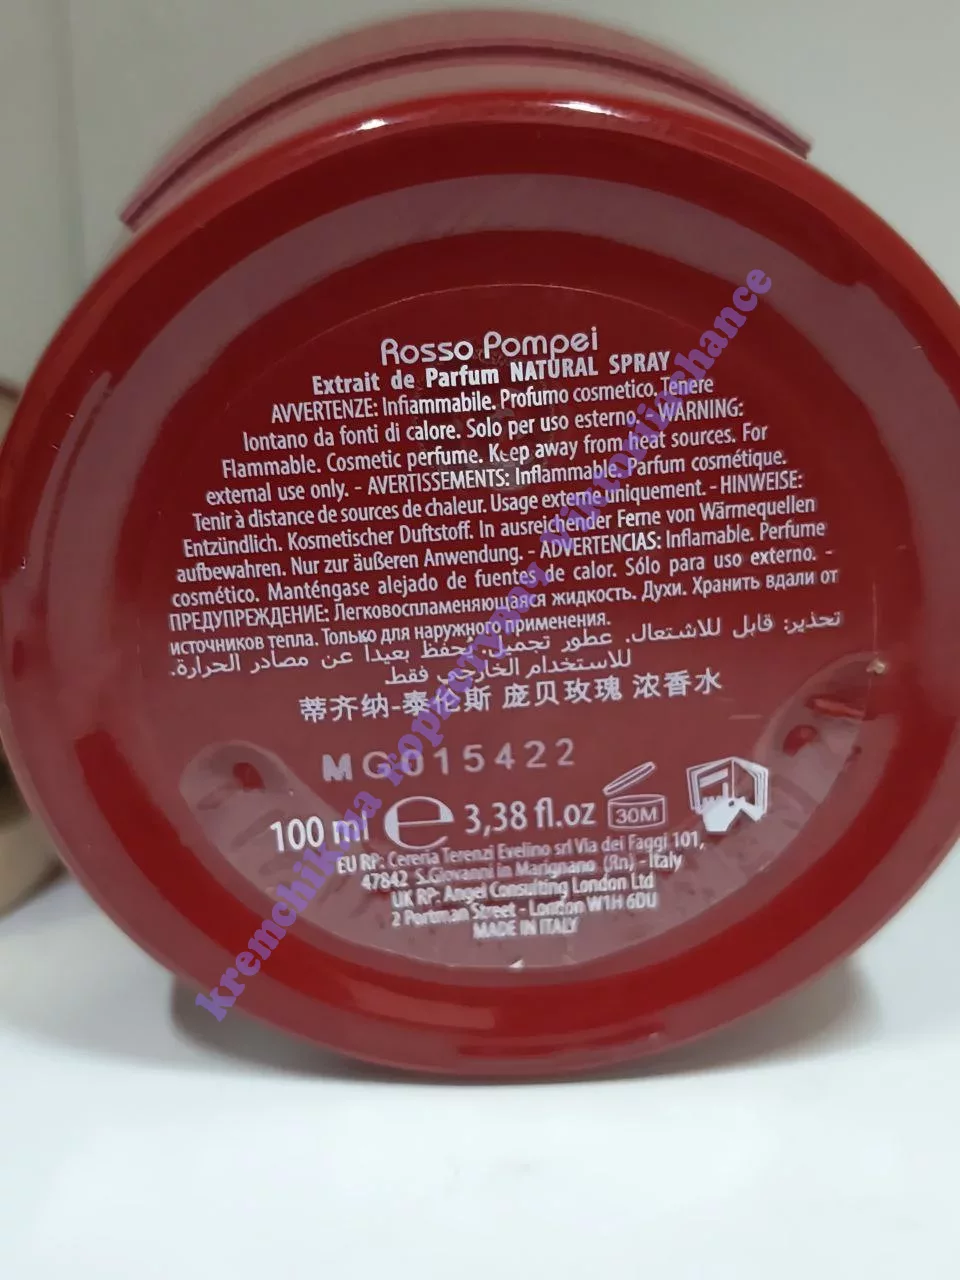 Rosso Pompei
Extrait de Parfum NATURAL SPRAY
AVVERTENZE: Infiammabile. Profumo cosmetico. Tenere
lontano da fonti di calore. Solo per uso esterno. - WARNING:
Flammable. Cosmetic perfume. Keep away from heat sources. For
external use only. - AVERTISSEMENTS: Inflammable. Parfum cosmétique.
Tenir à distance de sources de chaleur. Usage externe uniquement. - HINWEISE:
Entzündlich. Kosmetischer Duftstoff. In ausreichender Ferne von Wärmequellen
aufbewahren. Nur zur äußeren Anwendung. - ADVERTENCIAS: Inflamable. Perfume
cosmético. Manténgase alejado de fuentes de calor. Sólo para uso externo. -
ПРЕДУПРЕЖДЕНИЕ: Легковоспламеняющаяся жидкость. Духи. Хранить вдали от
источников тепла. Только для наружного применения.
تحذير: قابل للاشتعال. عطور تجميل. تحفظ بعيدا عن مصادر الحرارة.
للاستخدام الخارجي فقط
蒂齐纳-泰伦斯 庞贝玫瑰 浓香水
MG015422
100 ml e 3,38 fl.oz 30M
EU RP: Cereria Terenzi Evelino srl Via dei Faggi 101,
47842 S.Giovanni in Marignano (Rn) - Italy
UK RP: Angel Consulting London Ltd
2 Portman Street - London W1H 6DU
MADE IN ITALY